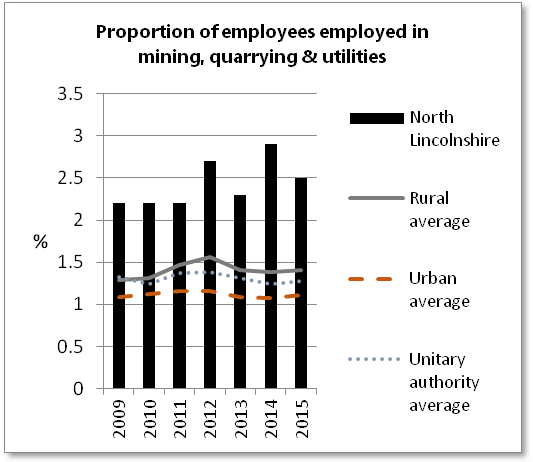 Proportion of employees employed in
mining, quarrying & utilities
3.5
3
2.5
2
1.5
1
0.5
0
%
2009
2010
2011
2012
2013
2014
2015
North
Lincolnshire
Rural
average
Urban
average
Unitary
authority
average